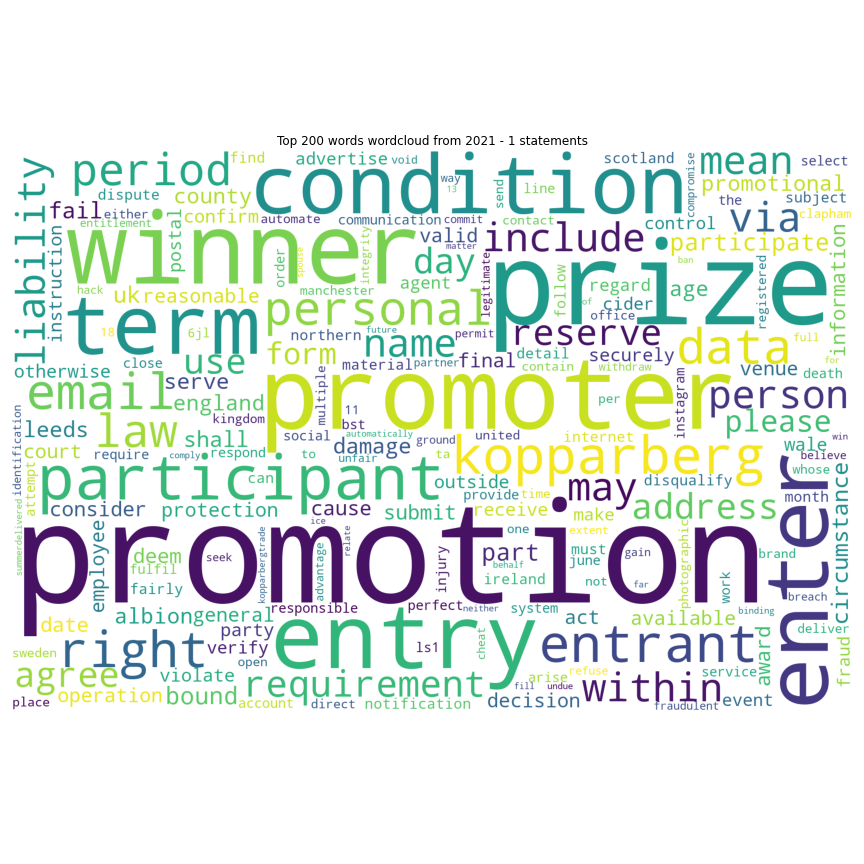 Top 200 words wordcloud from 2021 - 1 statements
liability
period
find
advertise
void
condition
scotland
compromise
mean
select
dispute
way
13
send
line
promotional
the
subject
clapham
fail
either
county
entitlement
confirm
automate
communication
commit
contact
control
via
instruction
postal
winner
order
spouse
integrity
valid
matter
legitimate
include
ban
participate
information
hack
uk
reasonable
manchester
day
agent
prize
follow
of
regard
age
registered
term
18
6jl
personal
future
permit
reserve
cider
office
full
data
for
otherwise
close
use
northern
form
name
material
partner
final
detail
contain
withdraw
securely
venue
death
email
serve
england
kingdom
multiple
11
bst
promoter
per
instagram
person
please
leeds
law
shall
social
automatically
ground
united
internet
win
court
require
comply
respond
to
unfair
damage
ta
kopparberg
wale
believe
identification
attempt
participant
can
outside
provide
time
may
disqualify
whose
month
address
circumstance
consider
protection
cause
submit
receive
one
make
summerdelivered
employee
promotion
deem
fulfil
fairly
kopparbergtrade
seek
ice
advantage
relate
injury
part
behalf
ireland
extent
must
june
not
gain
far
photographic
work
brand
breach
enter
date
albion
general
responsible
perfect
neither
system
act
available
binding
deliver
right
party
verify
open
entry
ls1
cheat
entrant
award
fraud
sweden
agree
violate
requirement
arise
refuse
service
place
operation
bound
account
direct
notification
fill
undue
decision
within
fraudulent
event